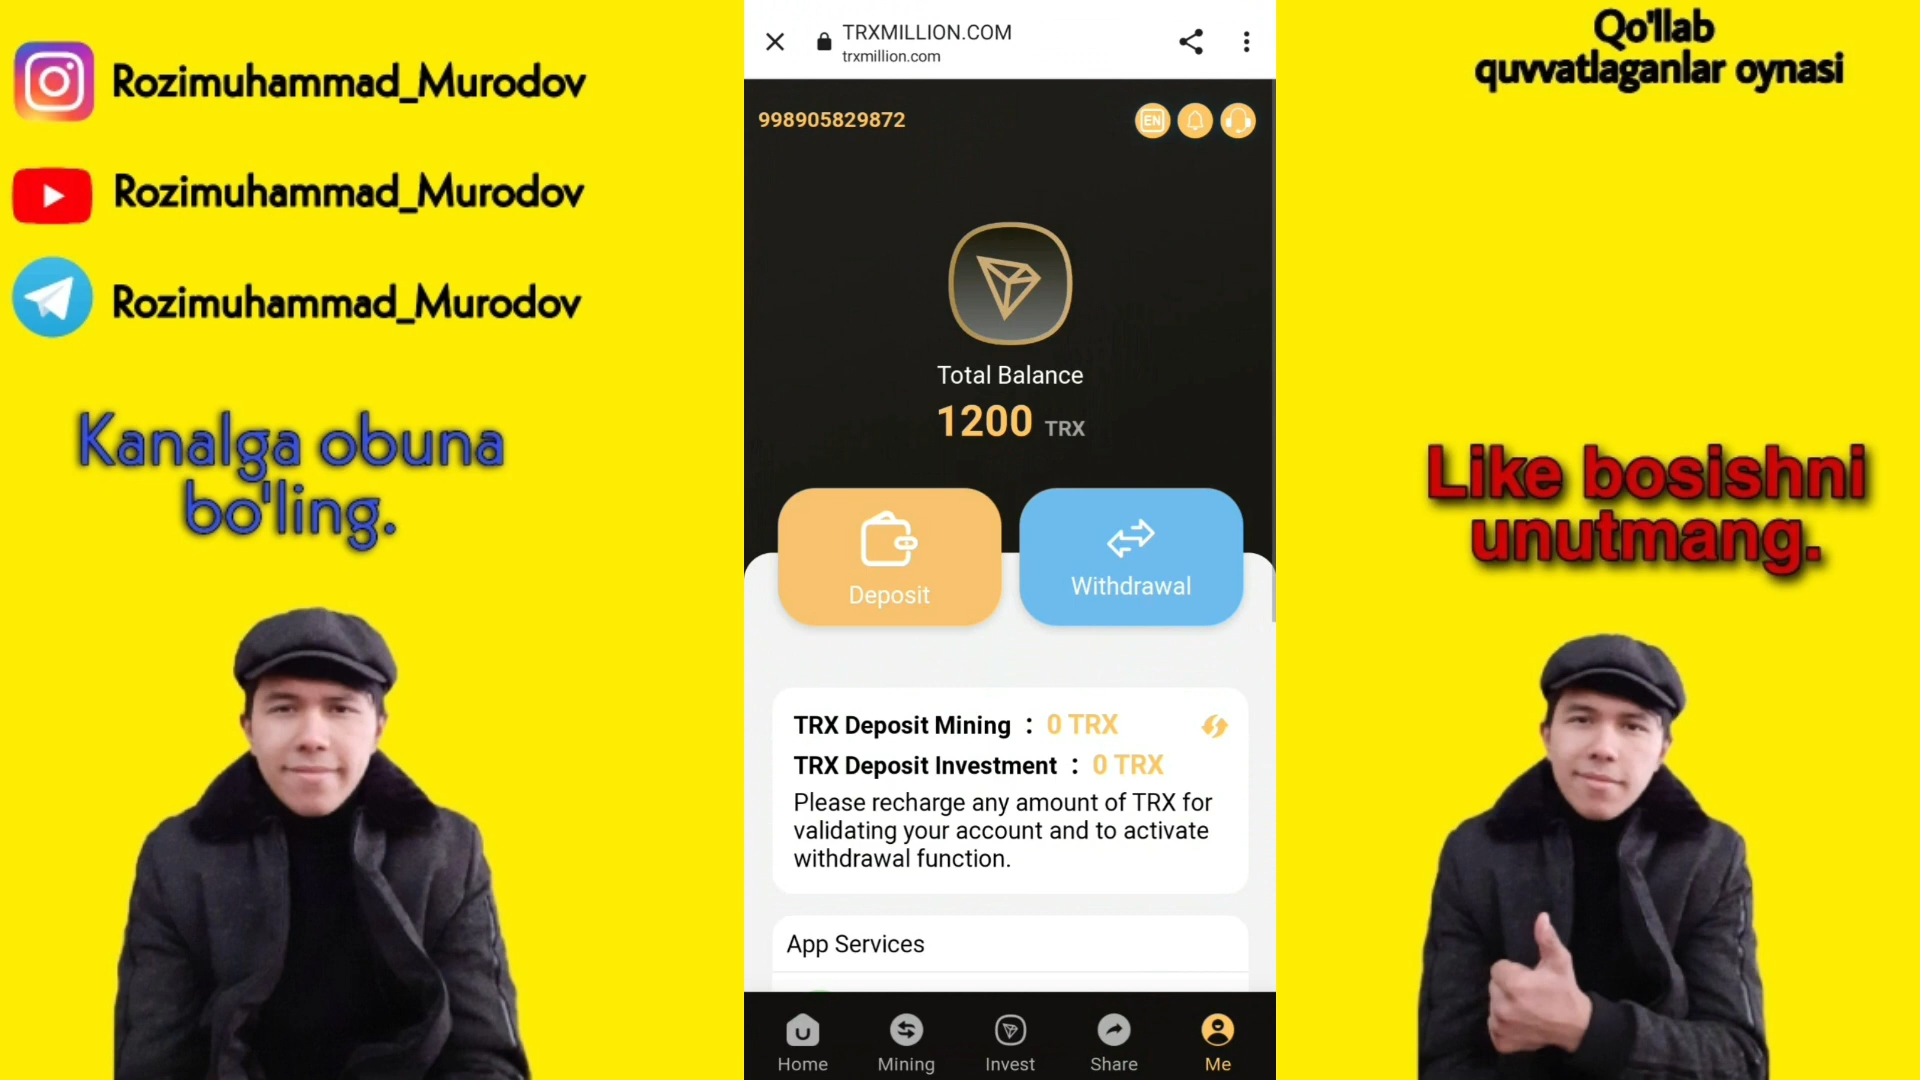 Rozimuhammad_Murodov
Rozimuhammad_Murodov
Rozimuhammad_Murodov
Kanalga obuna
bo'ling.
TRXMILLION.COM
trxmillion.com
998905829872
EN
Total Balance
1200 TRX
Deposit
Withdrawal
TRX Deposit Mining : 0 TRX
TRX Deposit Investment : 0 TRX
Please recharge any amount of TRX for
validating your account and to activate
withdrawal function.
App Services
Home
Mining
Invest
Share
Me
Qo'llab
quvvatlaganlar oynasi
Like bosishni
unutmang.